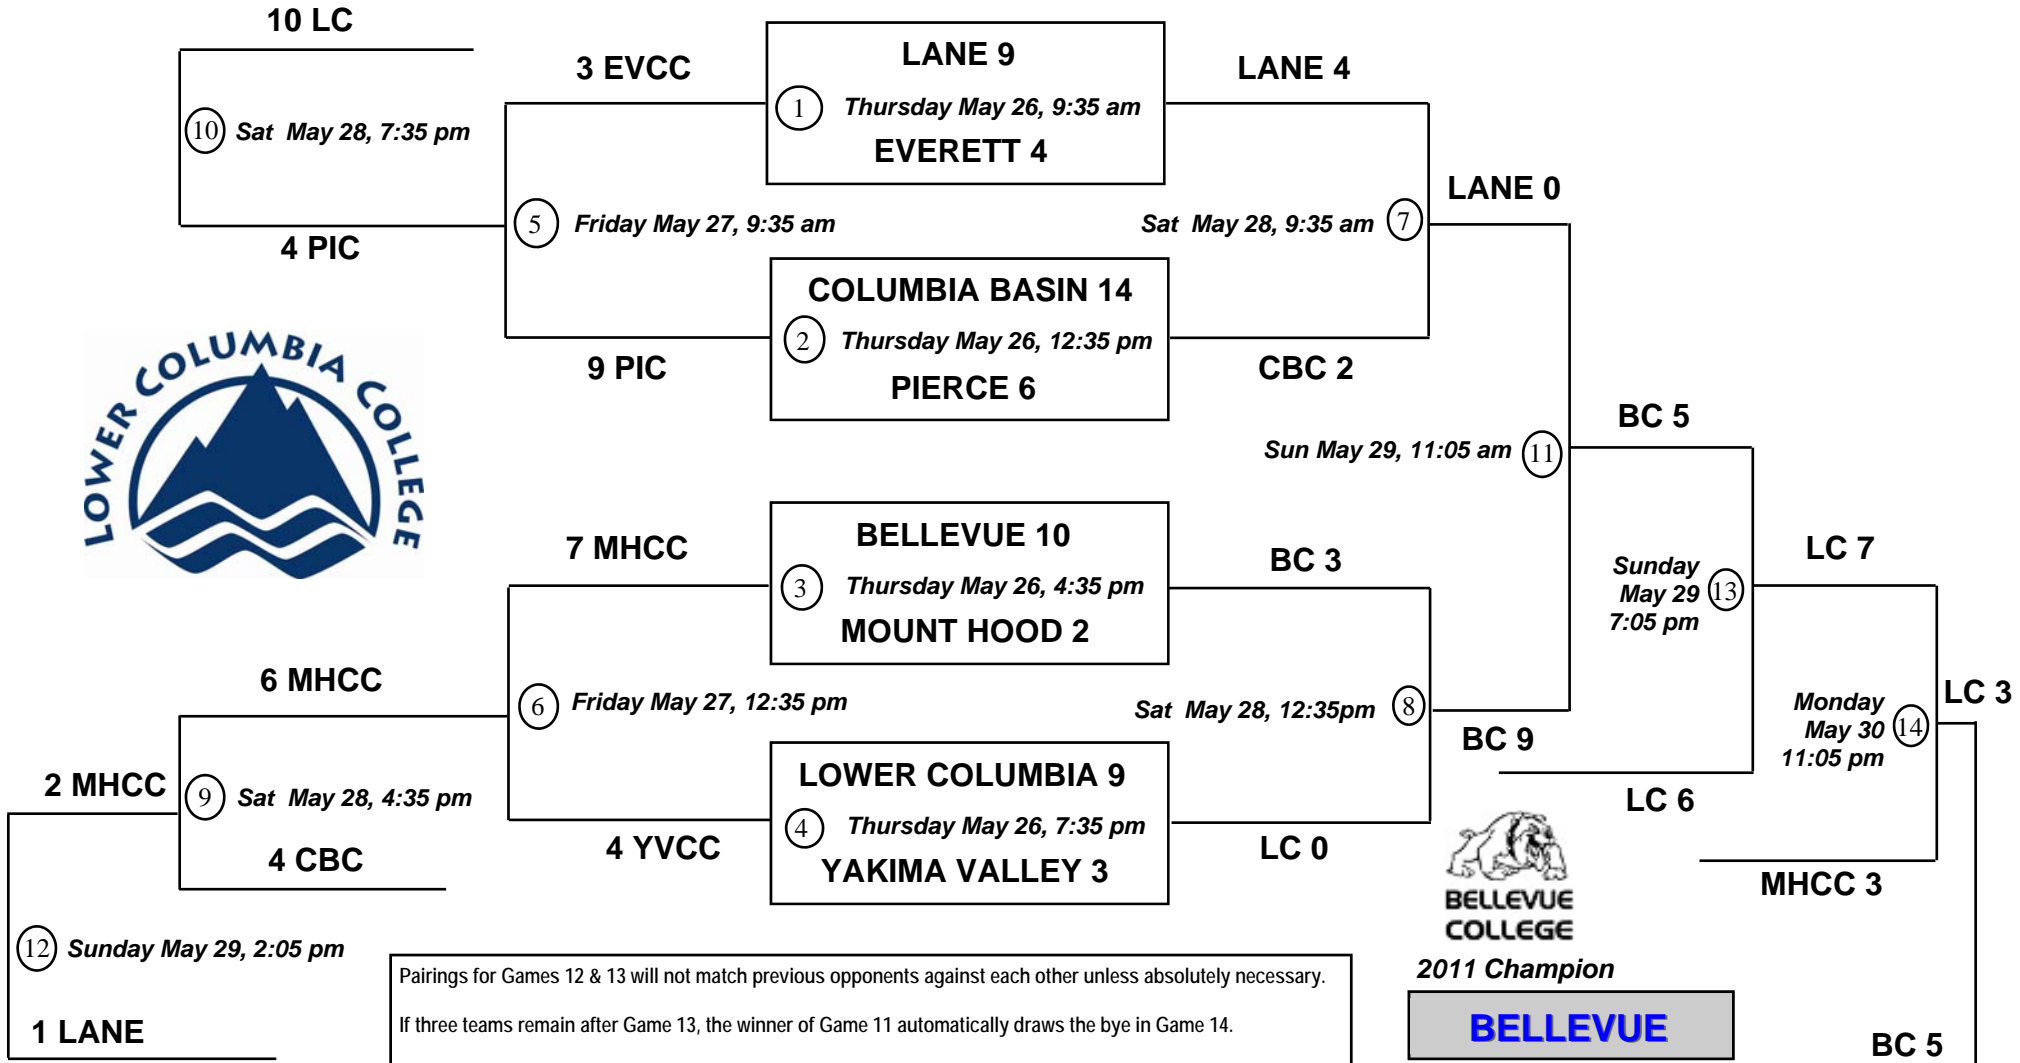 10 LC
3 EVCC
LANE 9
LANE 4
1 Thursday May 26, 9:35 am
10 Sat May 28, 7:35 pm
EVERETT 4
LANE 0
5 Friday May 27, 9:35 am
Sat May 28, 9:35 am 7
4 PIC
COLUMBIA BASIN 14
2 Thursday May 26, 12:35 pm
9 PIC
CBC 2
PIERCE 6
LOWER COLUMBIA COLLEGE
BC 5
Sun May 29, 11:05 am 11
7 MHCC
BELLEVUE 10
BC 3
LC 7
3 Thursday May 26, 4:35 pm
Sunday
May 29 13
7:05 pm
MOUNT HOOD 2
6 MHCC
6 Friday May 27, 12:35 pm
Sat May 28, 12:35pm 8
LC 3
Monday
May 30 14
11:05 pm
BC 9
2 MHCC
LOWER COLUMBIA 9
9 Sat May 28, 4:35 pm
LC 6
4 Thursday May 26, 7:35 pm
4 YVCC
LC 0
4 CBC
YAKIMA VALLEY 3
MHCC 3
BELLEVUE
COLLEGE
12 Sunday May 29, 2:05 pm
2011 Champion
Pairings for Games 12 & 13 will not match previous opponents against each other unless absolutely necessary.
If three teams remain after Game 13, the winner of Game 11 automatically draws the bye in Game 14.
1 LANE
BELLEVUE
BC 5